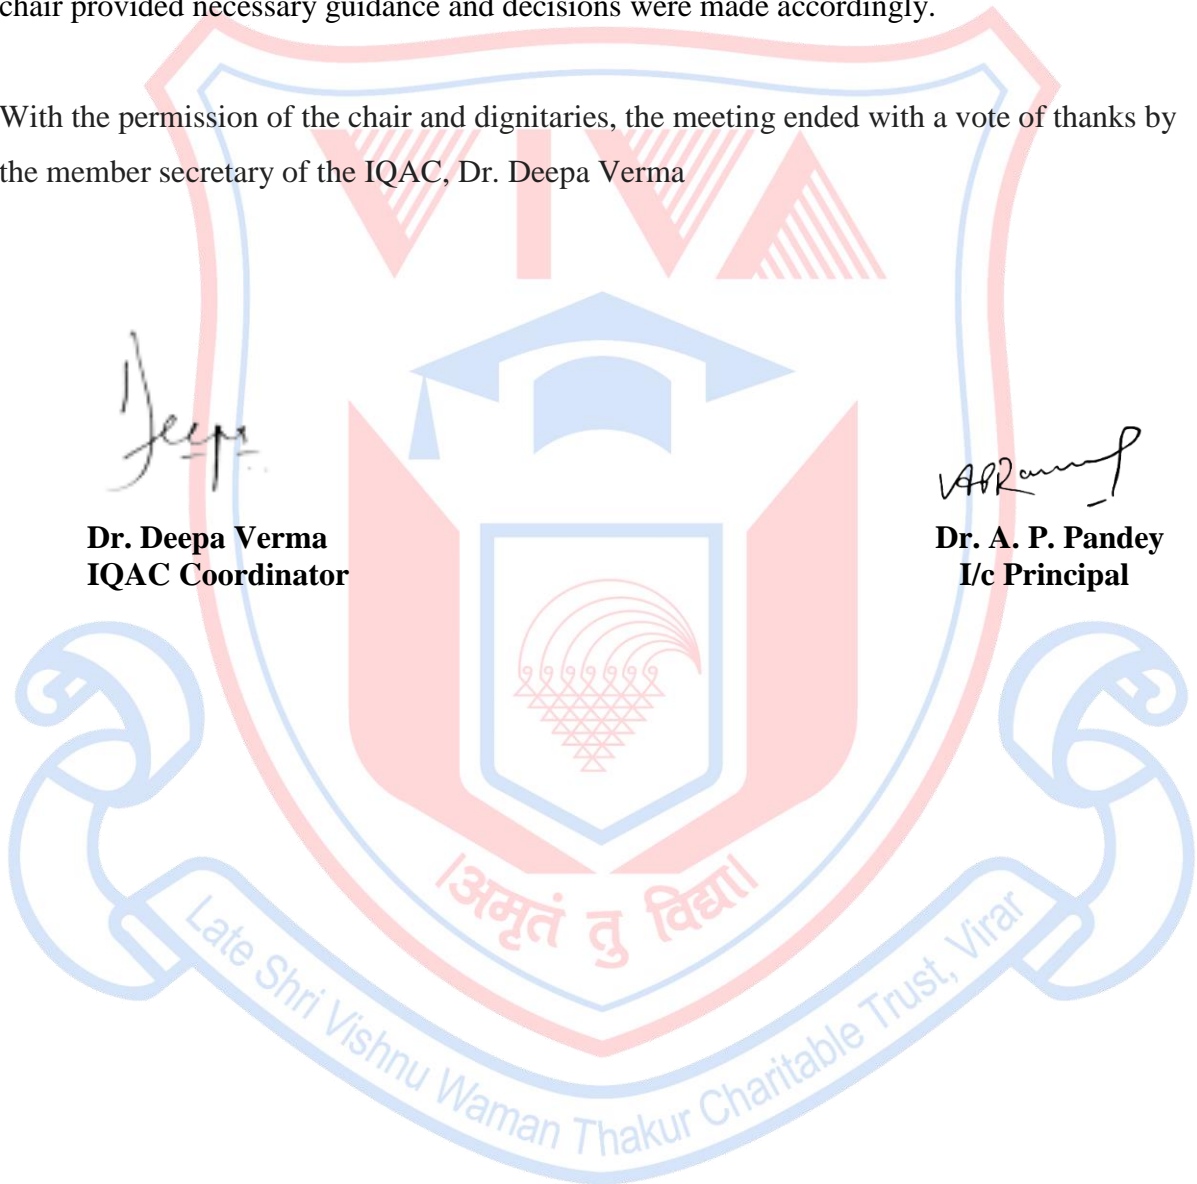 chair provided necessary guidance and decisions were made accordingly.
With the permission of the chair and dignitaries, the meeting ended with a vote of thanks by
the member secretary of the IQAC, Dr. Deepa Verma
VIVA
Deepa
Dr. Deepa Verma
IQAC Coordinator
Dr. A. P. Pandey
I/c Principal
।अमृतं तु विद्या।
Late Shri Vishnu Waman Thakur Charitable Trust, Virar